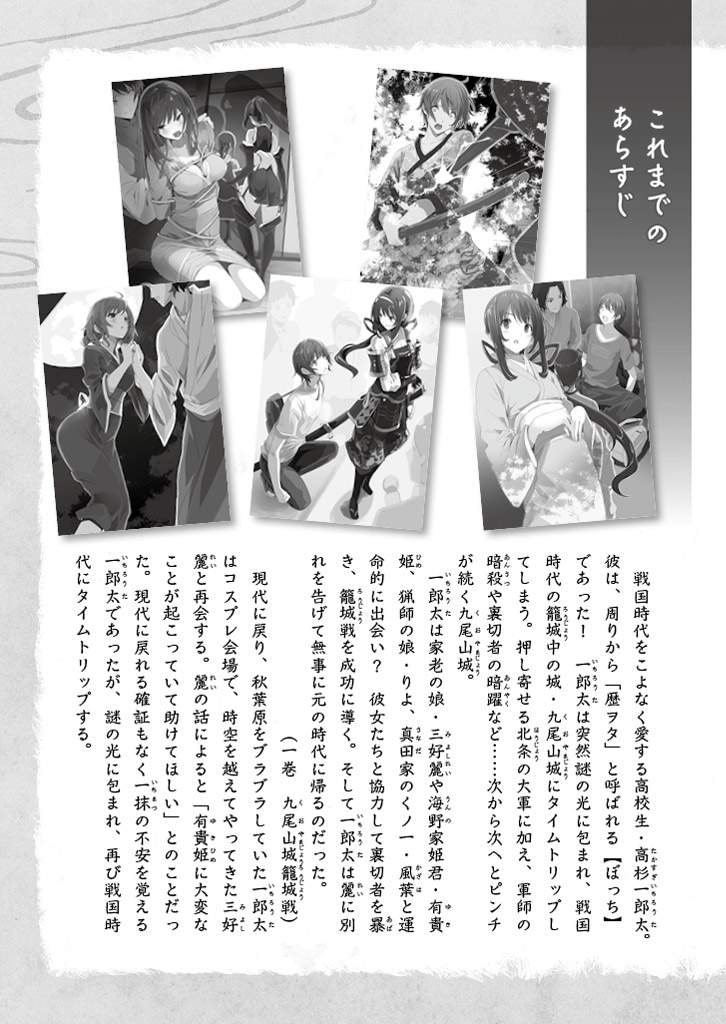 これまでの
あらすじ
戦国時代をこよなく愛する高校生・高杉一郎太。
彼は、周りから「歴ヲタ」と呼ばれる【ぼっち】
であった！　一郎太は突然謎の光に包まれ、戦国
時代の籠城中の城・九尾山城にタイムトリップし
てしまう。押し寄せる北条の大軍に加え、軍師の
暗殺や裏切者の暗躍など……次から次へとピンチ
が続く九尾山城。
一郎太は家老の娘・三好麗や海野家姫君・有貴
姫、猟師の娘・りよ、真田家のくノ一・風葉と運
命的に出会い？　彼女たちと協力して裏切者を暴
き、籠城戦を成功に導く。そして一郎太は麗に別
れを告げて無事に元の時代に帰るのだった。
（一巻　九尾山城籠城戦）
現代に戻り、秋葉原をブラブラしていた一郎太
はコスプレ会場で、時空を越えてやってきた三好
麗と再会する。麗の話によると「有貴姫に大変な
ことが起こっていて助けてほしい」とのことだっ
た。現代に戻れる確証もなく一抹の不安を覚える
一郎太であったが、謎の光に包まれ、再び戦国時
代にタイムトリップする。